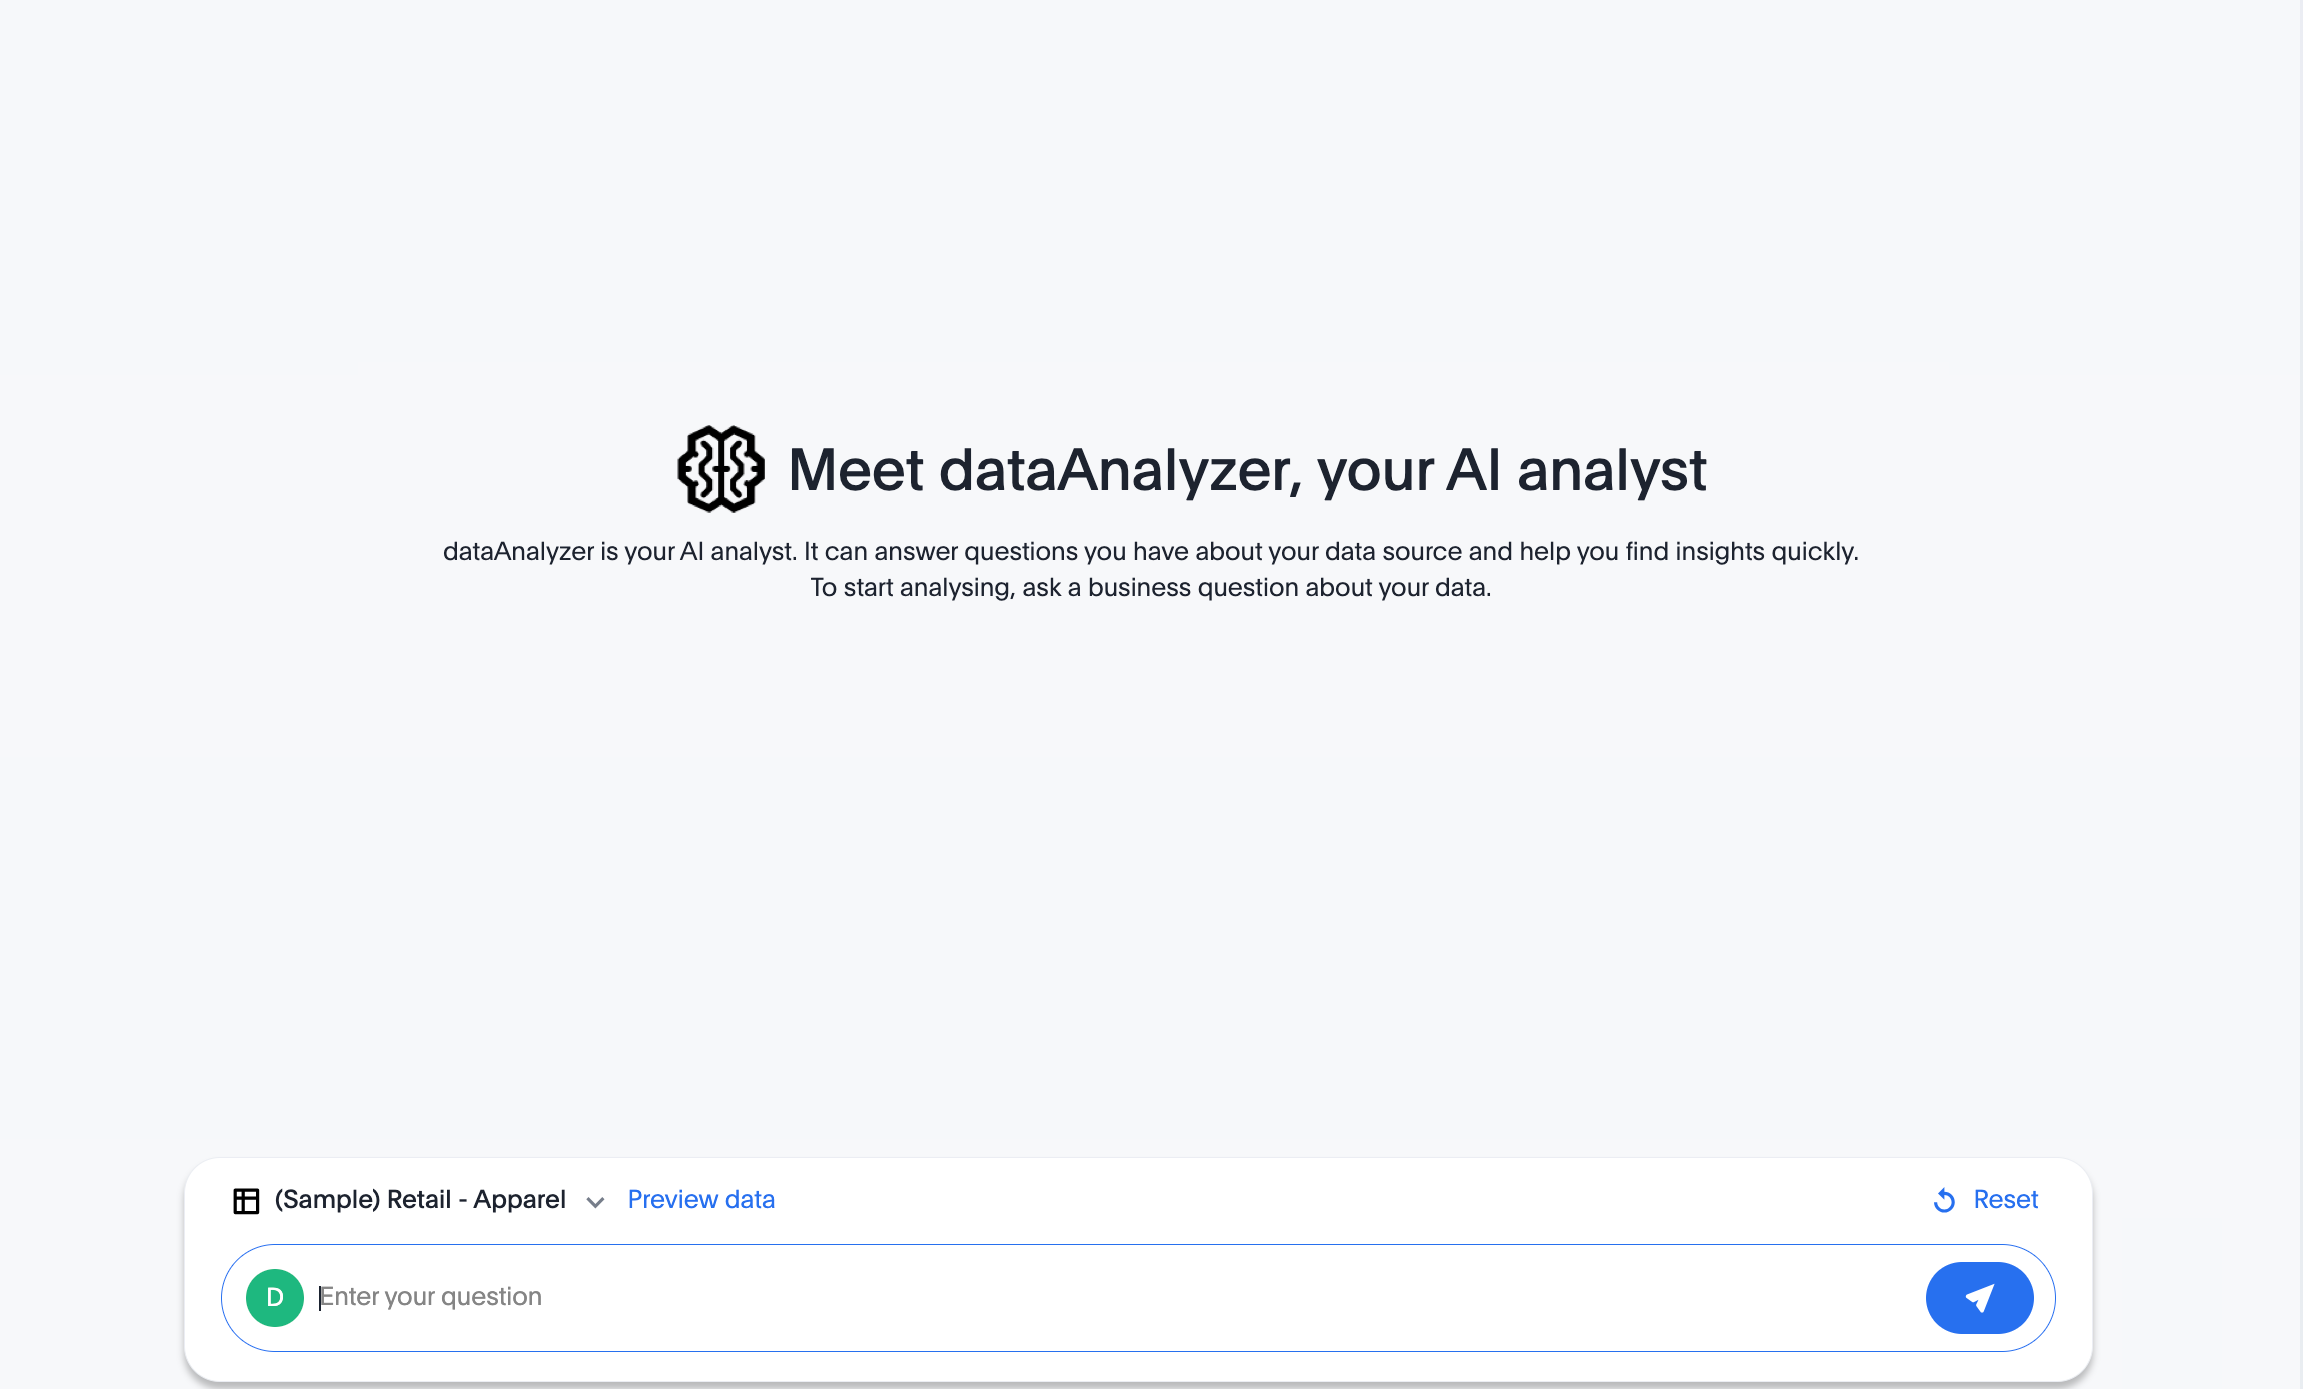 Meet dataAnalyzer, your AI analyst
dataAnalyzer is your AI analyst. It can answer questions you have about your data source and help you find insights quickly.
To start analysing, ask a business question about your data.
(Sample) Retail - Apparel Preview data Reset
D Enter your question